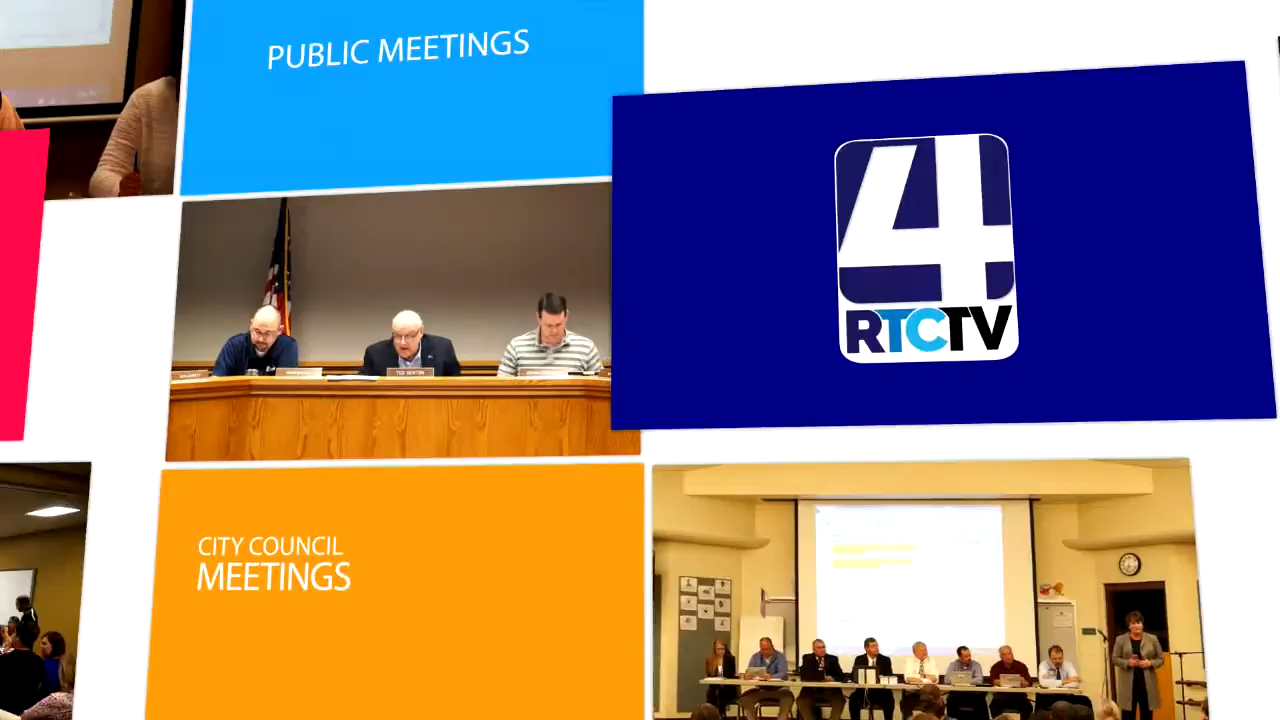 PUBLIC MEETINGS
4
RTCTV
TED DENTON
CITY COUNCIL
MEETINGS